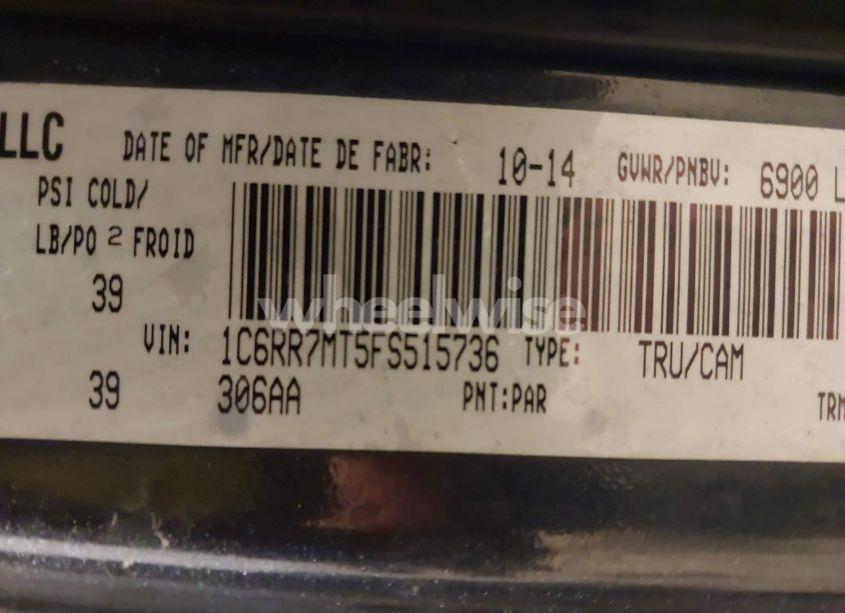 LLC DATE OF MFR/DATE DE FABR: 10-14 GVWR/PNBV: 6900 L
PSI COLD/
LB/PO 2 FROID
39
wheelwise
VIN: 1C6RR7MT5FS515736 TYPE: TRU/CAM
39 306AA PNT:PAR TRM